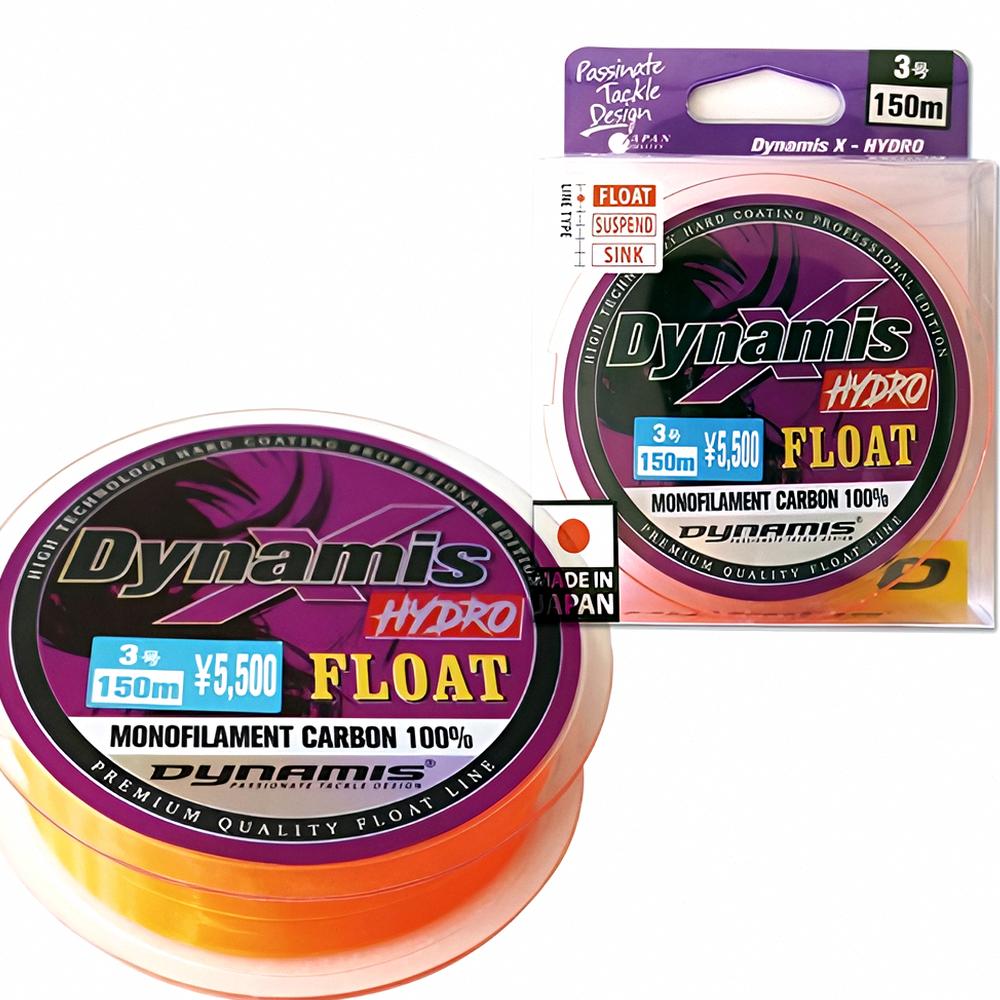 Passinate
Tackle
Design
JAPAN
QUALITY
3号
150m
Dynamis X - HYDRO
LINE TYPE
FLOAT
SUSPEND
SINK
HARD COATING PROFESSIONAL EDITION
Dynamis
X
HYDRO
3号
150m
¥5,500
FLOAT
MONOFILAMENT CARBON 100%
DYNAMIS®
PREMIUM QUALITY FLOAT LINE
MADE IN
JAPAN
HIGH TECHNOLOGY HARD COATING PROFESSIONAL EDITION
Dynamis
X
HYDRO
3号
150m
¥5,500
FLOAT
MONOFILAMENT CARBON 100%
DYNAMIS®
PASSIONAVE TACKLE DESIGN
PREMIUM QUALITY FLOAT LINE